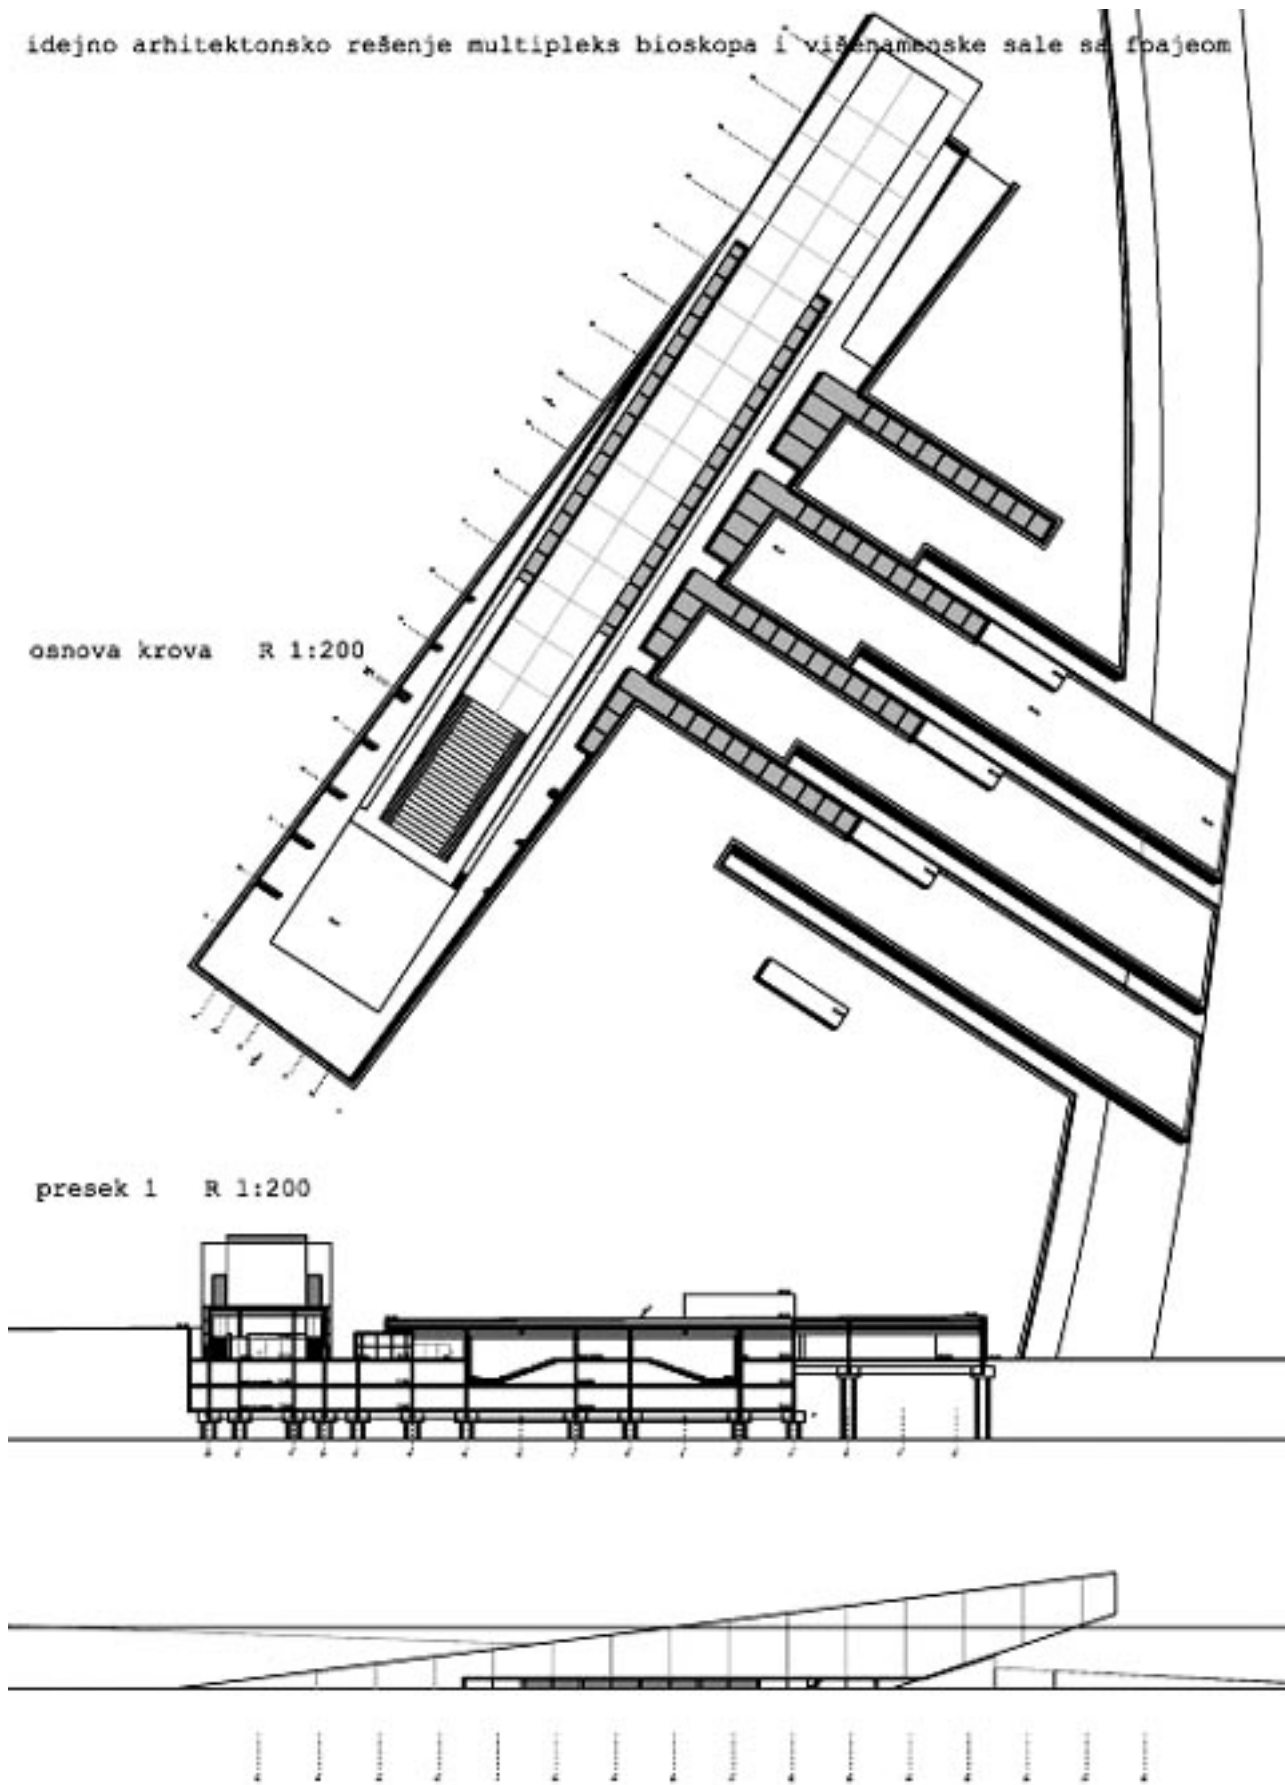 idejno arhitektonsko rešenje multipleks bioskopa i višenamenske sale sa foajeom
osnova krova R 1:200
presek 1 R 1:200